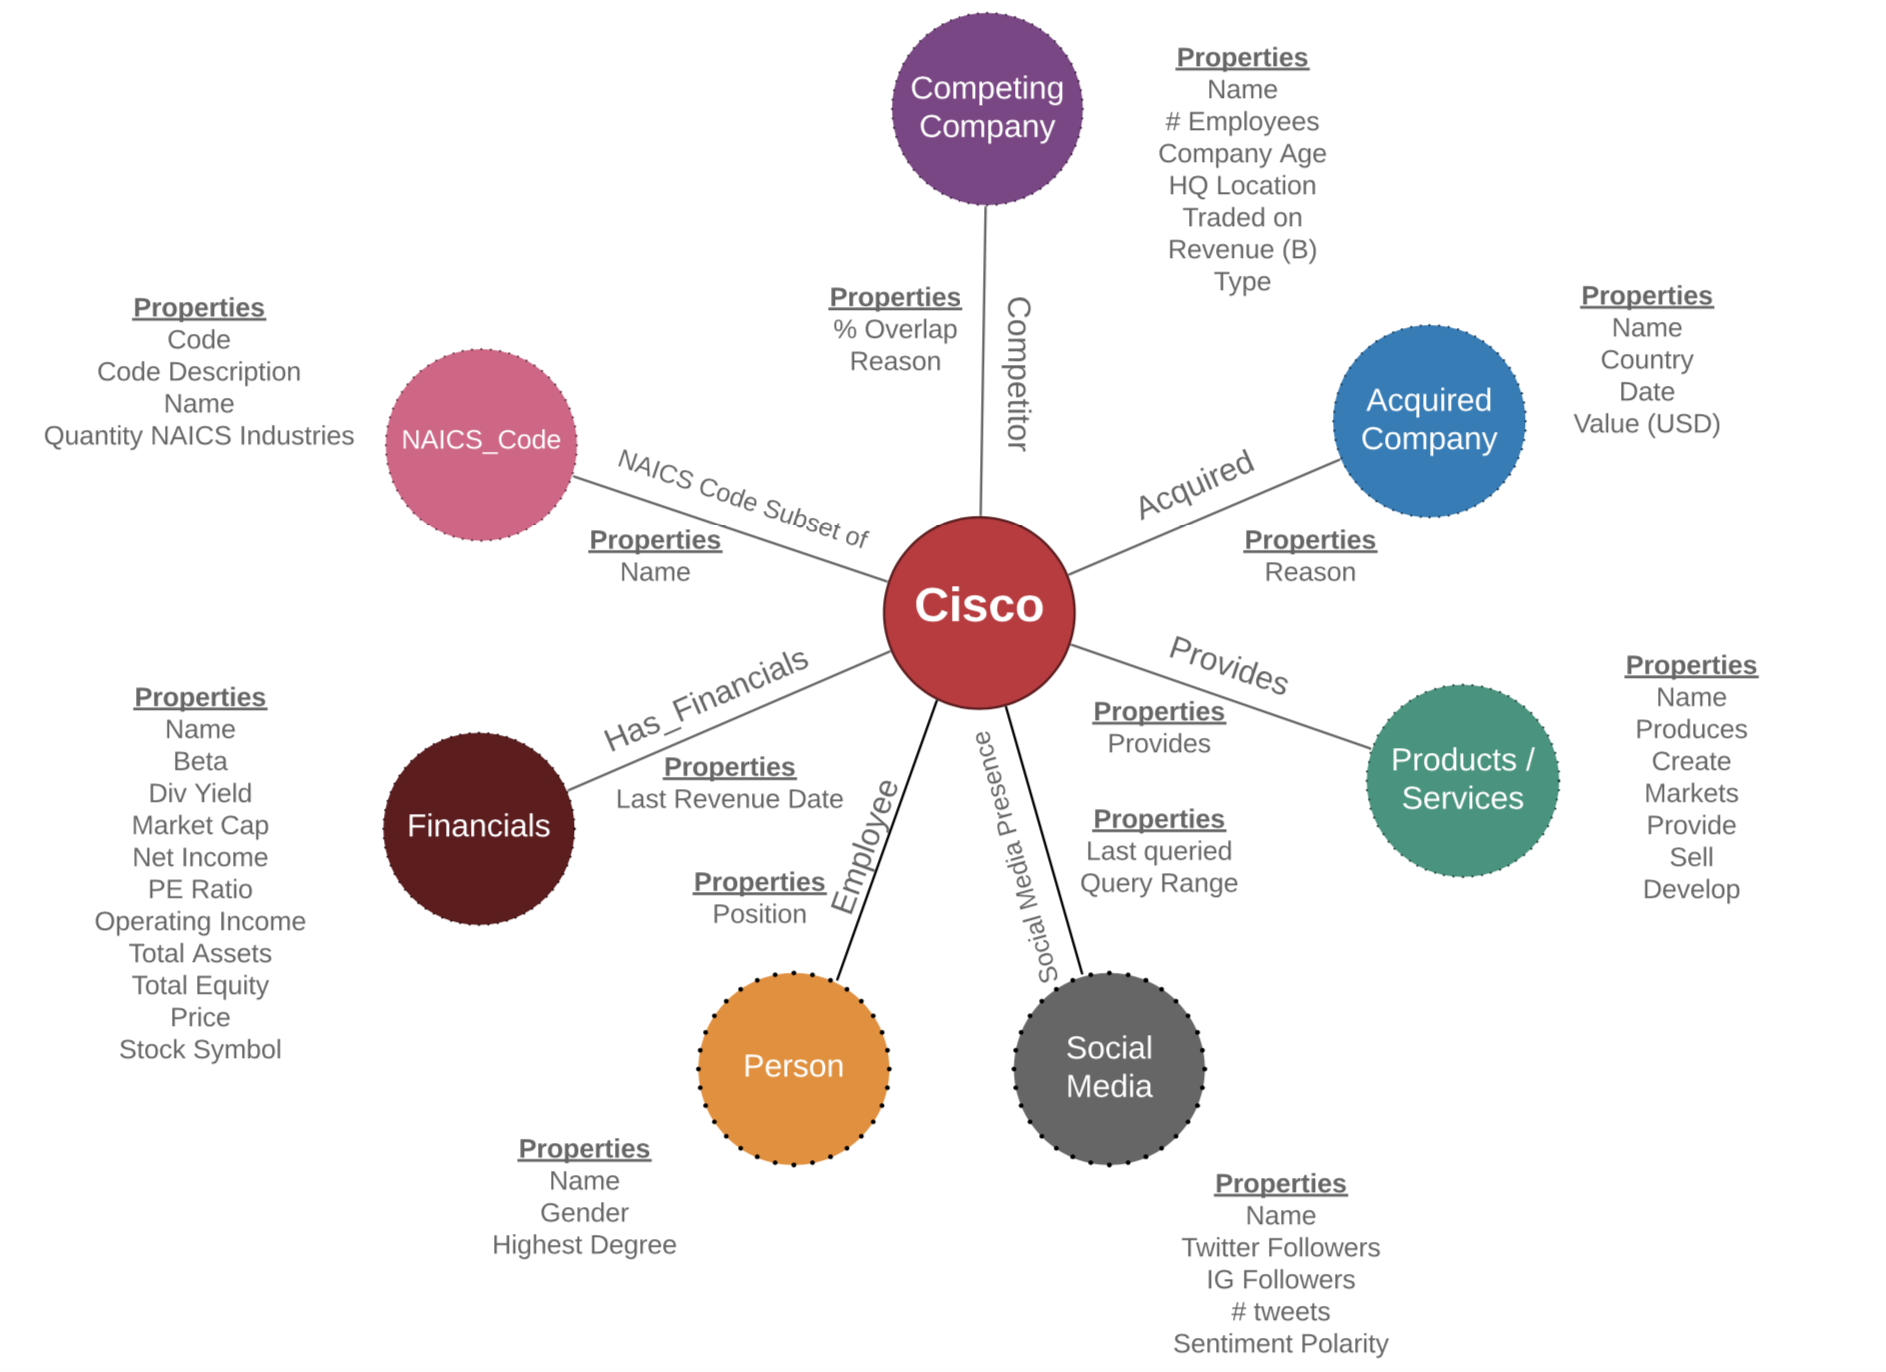 Competing
Company
Properties
Name
# Employees
Company Age
HQ Location
Traded on
Revenue (B)
Type
Properties
% Overlap
Reason
Competitor
Properties
Name
Country
Date
Value (USD)
Acquired
Company
Acquired
Properties
Reason
Properties
Code
Code Description
Name
Quantity NAICS Industries
NAICS_Code
NAICS Code Subset of
Properties
Name
Cisco
Provides
Properties
Provides
Products /
Services
Properties
Name
Produces
Create
Markets
Provide
Sell
Develop
Has_Financials
Properties
Last Revenue Date
Financials
Properties
Name
Beta
Div Yield
Market Cap
Net Income
PE Ratio
Operating Income
Total Assets
Total Equity
Price
Stock Symbol
Employee
Properties
Position
Person
Properties
Name
Gender
Highest Degree
Social Media Presence
Properties
Last queried
Query Range
Social
Media
Properties
Name
Twitter Followers
IG Followers
# tweets
Sentiment Polarity